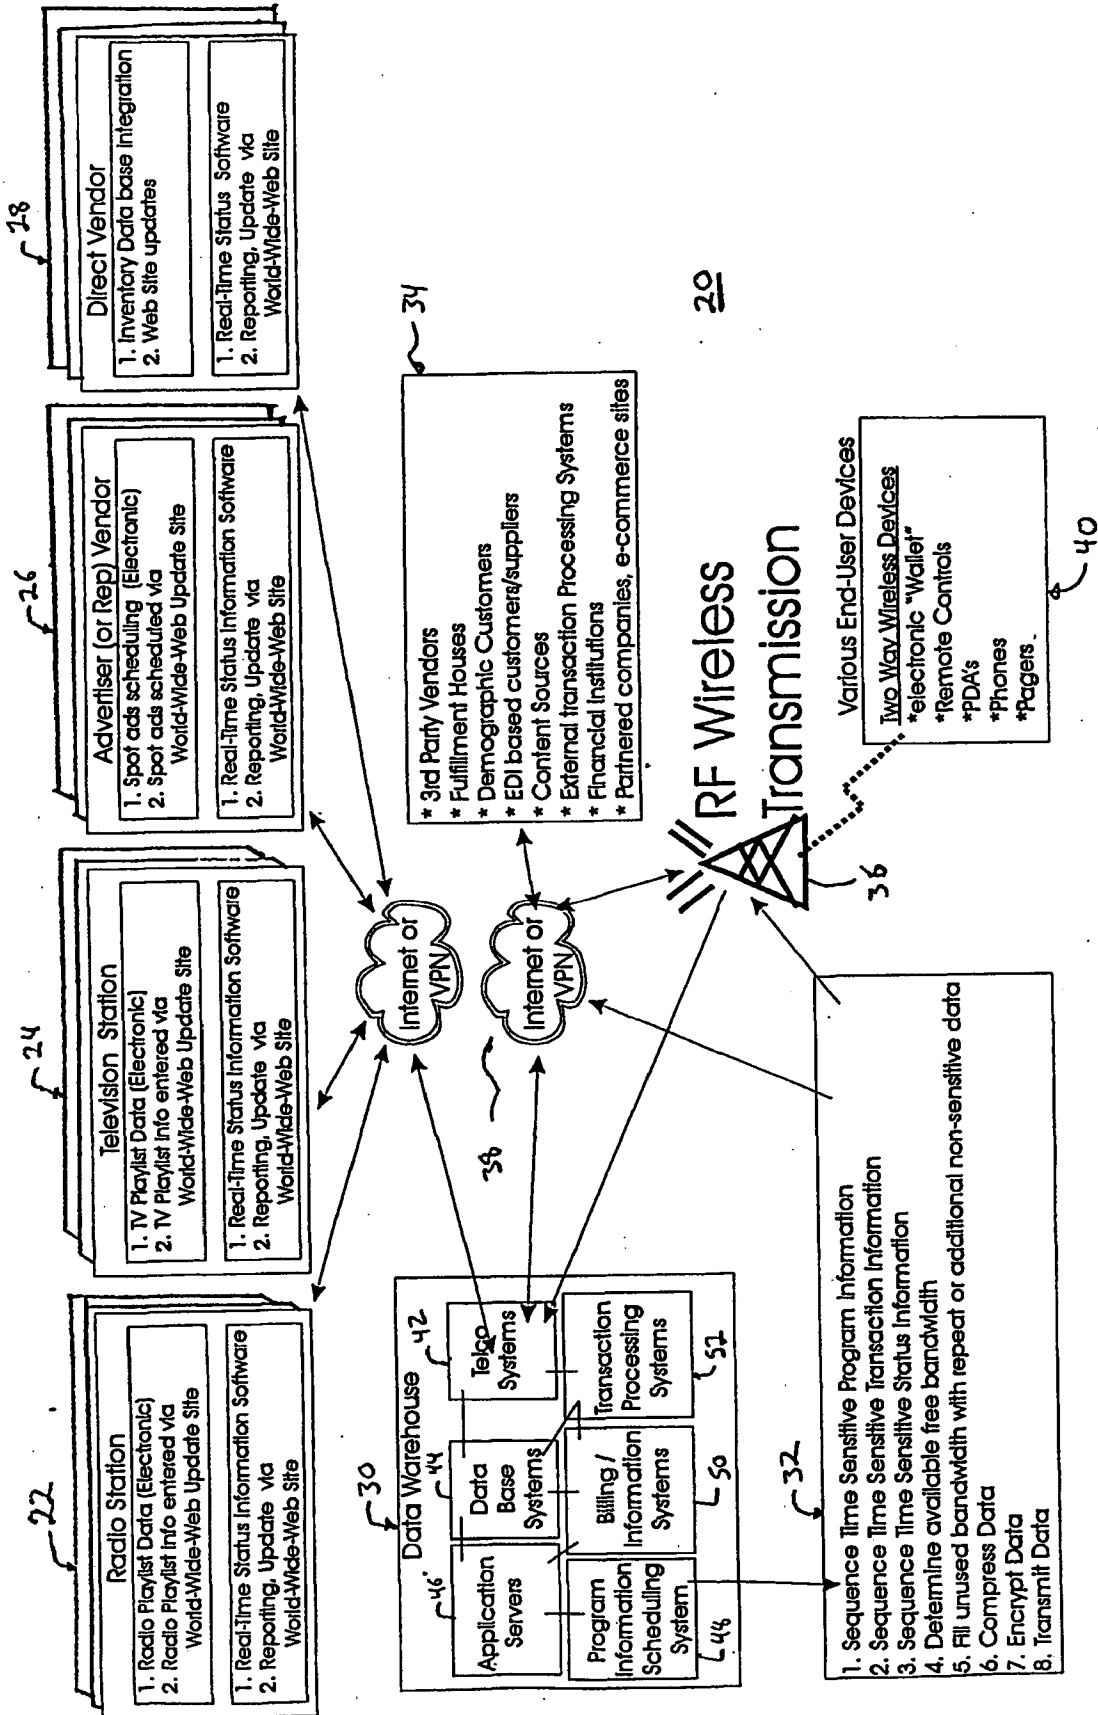 22
Radio Station
1. Radio Playlist Data (Electronic)
2. Radio Playlist Info entered via
World-Wide-Web Update Site
1. Real-Time Status Information Software
2. Reporting, Update via
World-Wide-Web Site
24
Television Station
1. TV Playlist Data (Electronic)
2. TV Playlist Info entered via
World-Wide-Web Update Site
1. Real-Time Status Information Software
2. Reporting, Update via
World-Wide-Web Site
26
Advertiser (or Rep) Vendor
1. Spot ads scheduling (Electronic)
2. Spot ads scheduled via
World-Wide-Web Update Site
1. Real-Time Status Information Software
2. Reporting, Update via
World-Wide-Web Site
28
Direct Vendor
1. Inventory Data base Integration
2. Web Site updates
1. Real-Time Status Software
2. Reporting, Update via
World-Wide-Web Site
Internet or
VPN
38
Internet or
VPN
34
* 3rd Party Vendors
* Fulfillment Houses
* Demographic Customers
* EDI based customers/suppliers
* Content Sources
* External transaction Processing Systems
* Financial Institutions
* Partnered companies, e-commerce sites
20
30
Data Warehouse
46
Application
Servers
44
Data
Base
Systems
42
Telco
Systems
Program
Information
Scheduling
System
48
Billing /
Information
Systems
50
Transaction
Processing
Systems
52
RF Wireless
Transmission
36
Various End-User Devices
Two Way Wireless Devices
*electronic "Wallet"
*Remote Controls
*PDA's
*Phones
*Pagers
40
32
1. Sequence Time Sensitive Program Information
2. Sequence Time Sensitive Transaction Information
3. Sequence Time Sensitive Status Information
4. Determine available free bandwidth
5. Fill unused bandwidth with repeat or additional non-sensitive data
6. Compress Data
7. Encrypt Data
8. Transmit Data